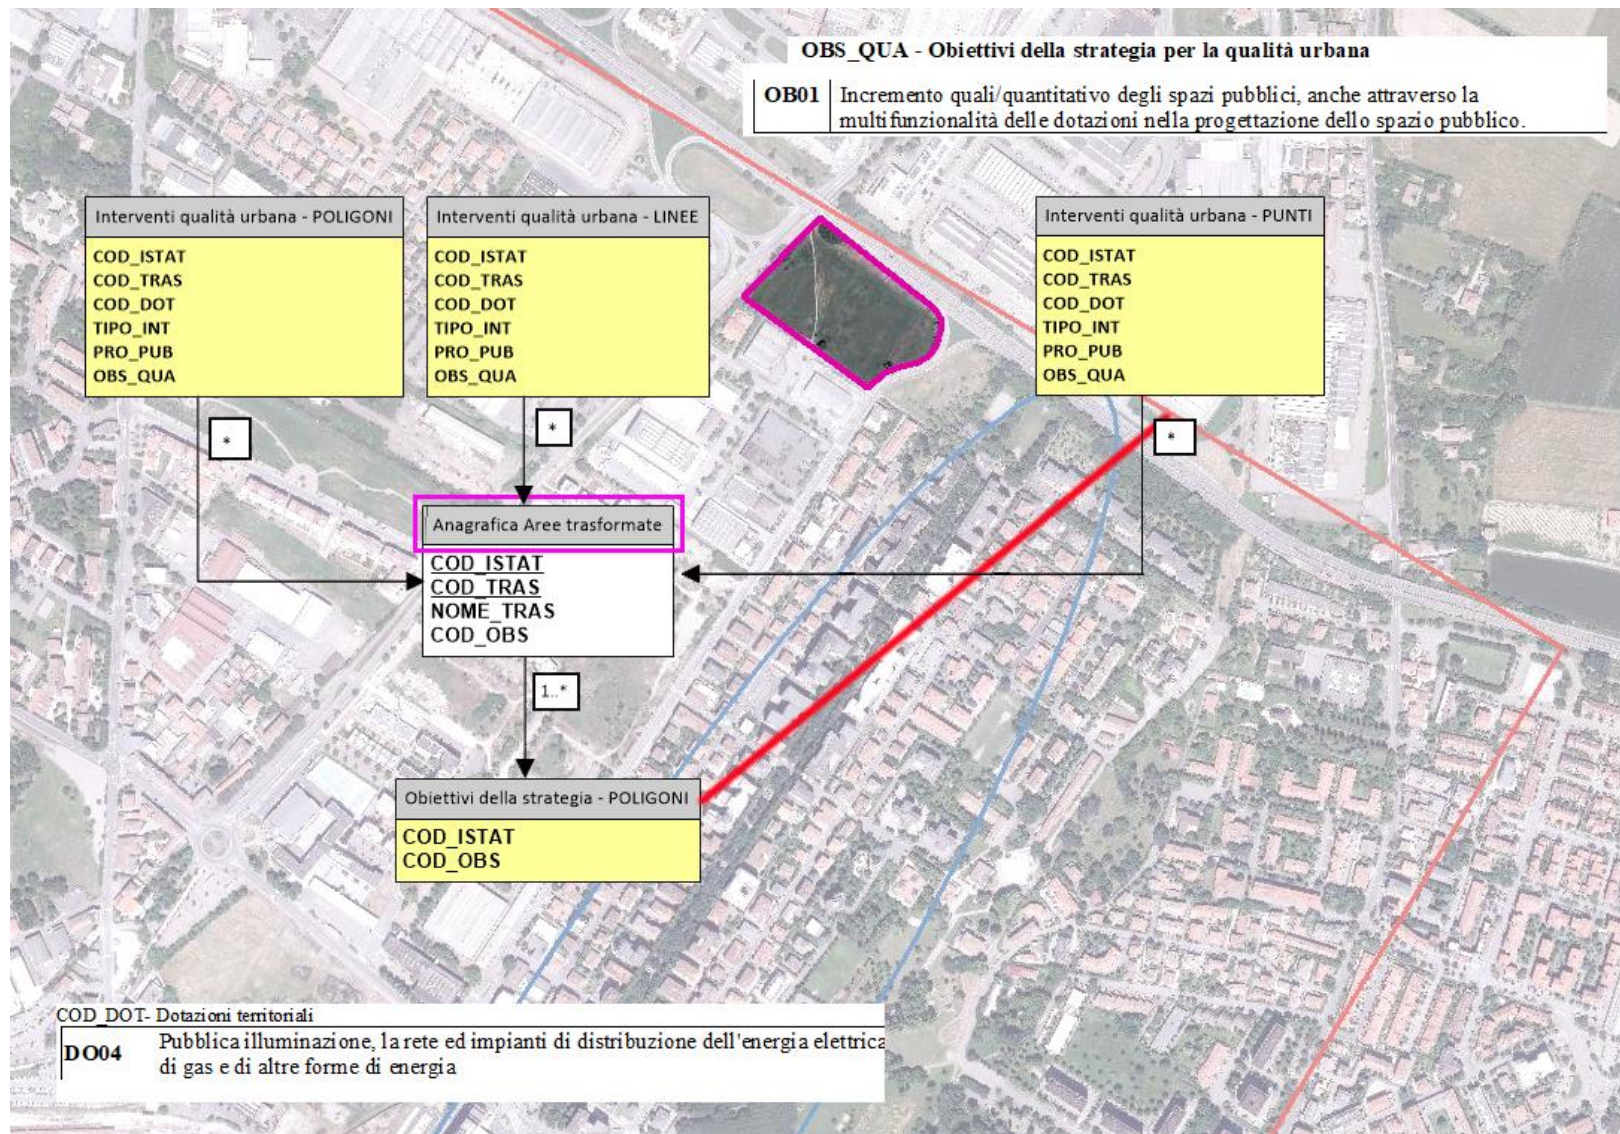 OBS_QUA - Obiettivi della strategia per la qualità urbana
OB01 Incremento quali/quantitativo degli spazi pubblici, anche attraverso la
multifunzionalità delle dotazioni nella progettazione dello spazio pubblico.
Interventi qualità urbana - POLIGONI
COD_ISTAT
COD_TRAS
COD_DOT
TIPO_INT
PRO_PUB
OBS_QUA
*
Interventi qualità urbana - LINEE
COD_ISTAT
COD_TRAS
COD_DOT
TIPO_INT
PRO_PUB
OBS_QUA
*
Interventi qualità urbana - PUNTI
COD_ISTAT
COD_TRAS
COD_DOT
TIPO_INT
PRO_PUB
OBS_QUA
*
Anagrafica Aree trasformate
COD_ISTAT
COD_TRAS
NOME_TRAS
COD_OBS
1..*
Obiettivi della strategia - POLIGONI
COD_ISTAT
COD_OBS
COD_DOT- Dotazioni territoriali
DO04 Pubblica illuminazione, la rete ed impianti di distribuzione dell'energia elettrica
di gas e di altre forme di energia